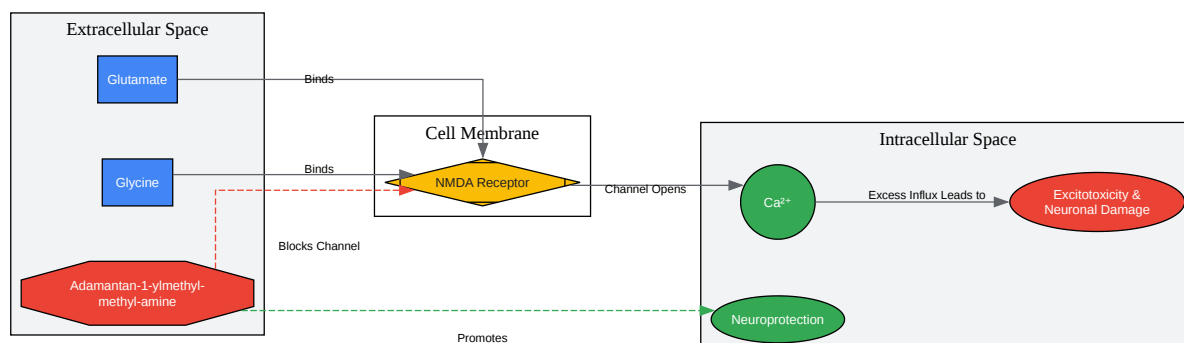 Extracellular Space
Glutamate
Binds
Cell Membrane
Intracellular Space
Glycine
Binds
NMDA Receptor
Channel Opens
Ca²⁺
Excess Influx Leads to
Excitotoxicity &
Neuronal Damage
Blocks Channel
Adamantan-1-ylmethyl-
methyl-amine
Neuroprotection
Promotes